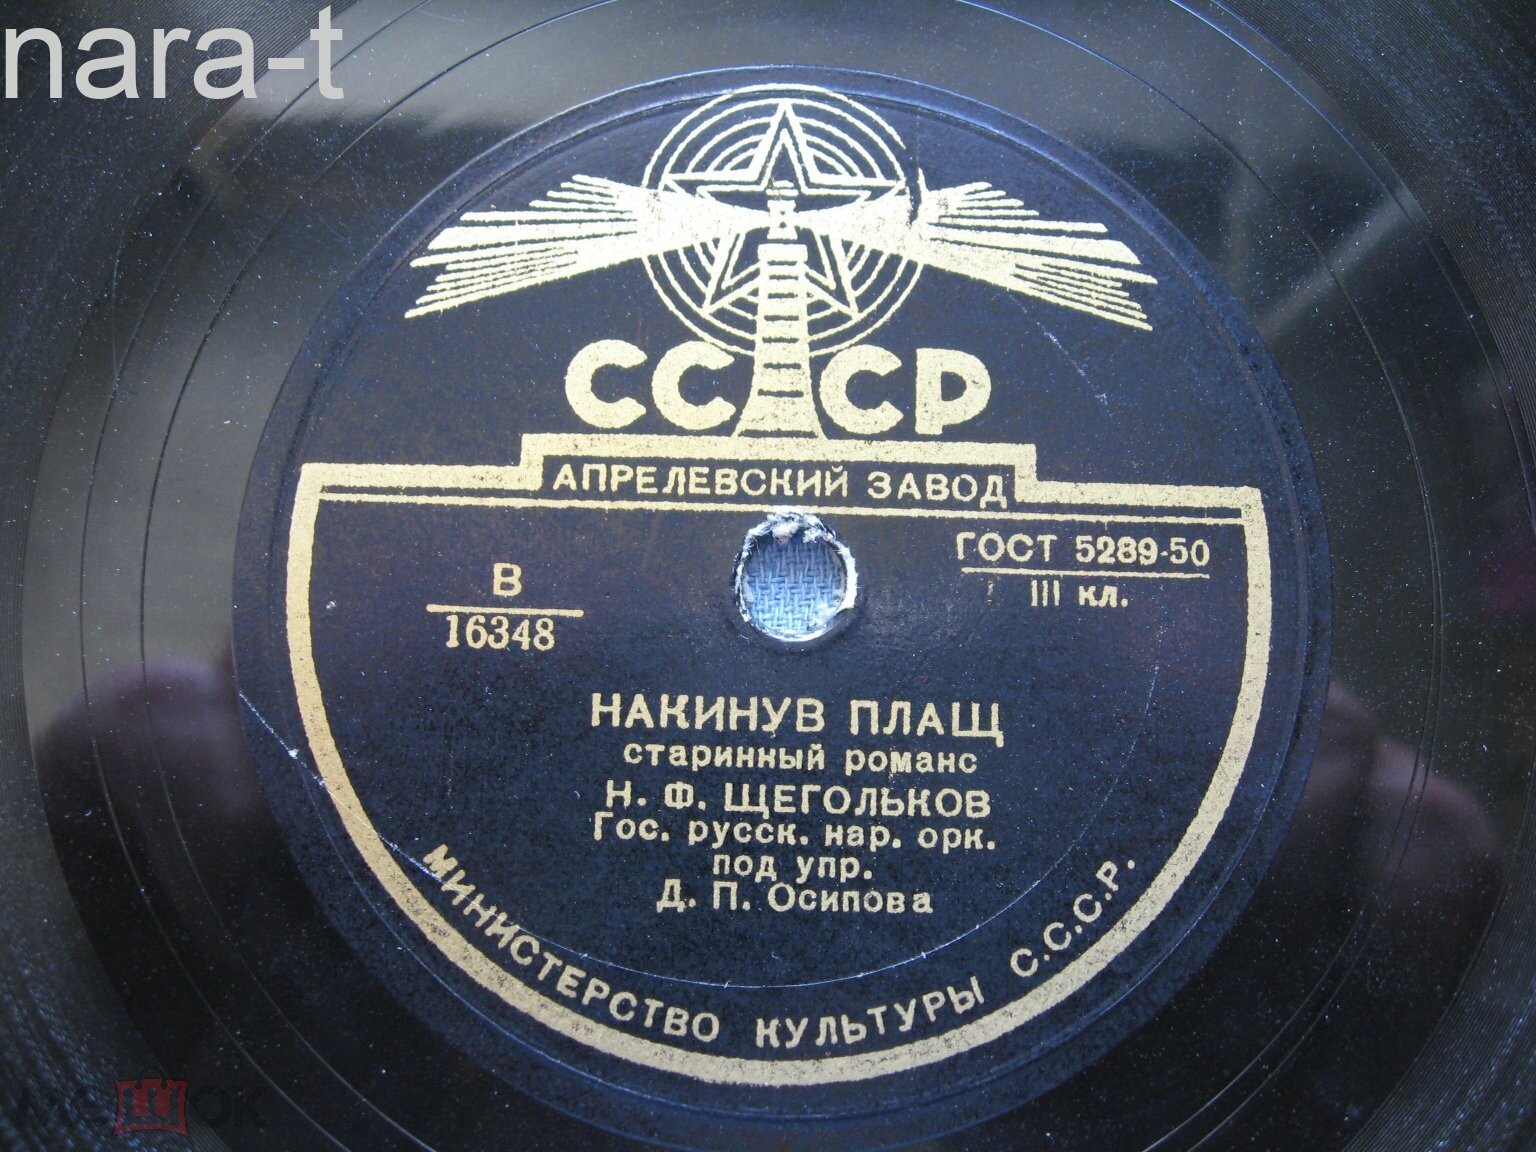 nara-t
СССР
АПРЕЛЕВСКИЙ ЗАВОД
ГОСТ 5289-50
III кл.
В
16348
НАКИНУВ ПЛАЩ
старинный романс
Н. Ф. ЩЕГОЛЬКОВ
Гос. русск. нар. орк.
под упр.
Д. П. Осипова
МИНИСТЕРСТВО КУЛЬТУРЫ С.С.С.Р.
мешок